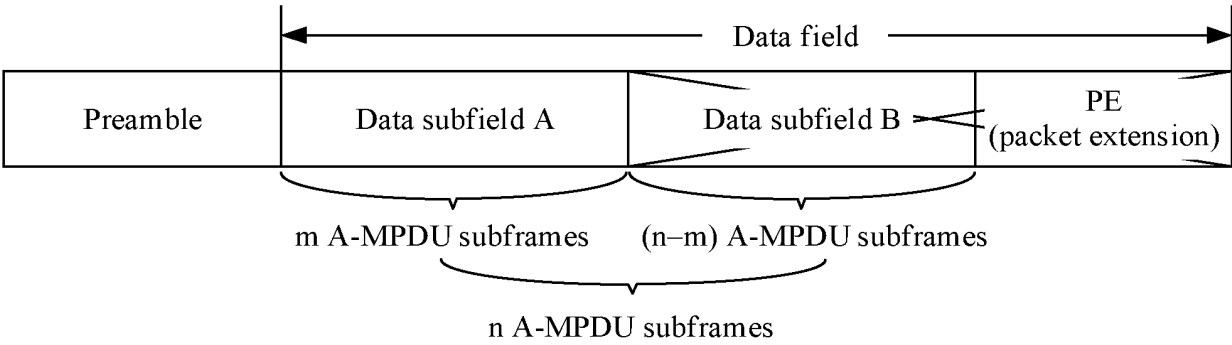 Data field
Preamble
Data subfield A
Data subfield B
PE
(packet extension)
m A-MPDU subframes
(n–m) A-MPDU subframes
n A-MPDU subframes